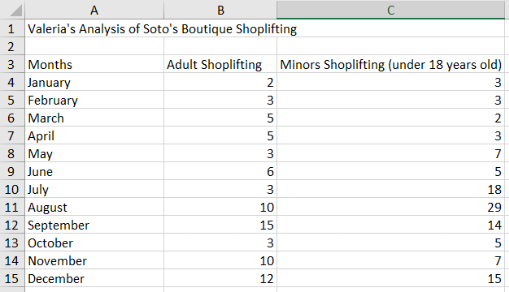 A B C
1 Valeria's Analysis of Soto's Boutique Shoplifting
2
3 Months Adult Shoplifting Minors Shoplifting (under 18 years old)
4 January 2 3
5 February 3 3
6 March 5 2
7 April 5 3
8 May 3 7
9 June 6 5
10 July 3 18
11 August 10 29
12 September 15 14
13 October 3 5
14 November 10 7
15 December 12 15